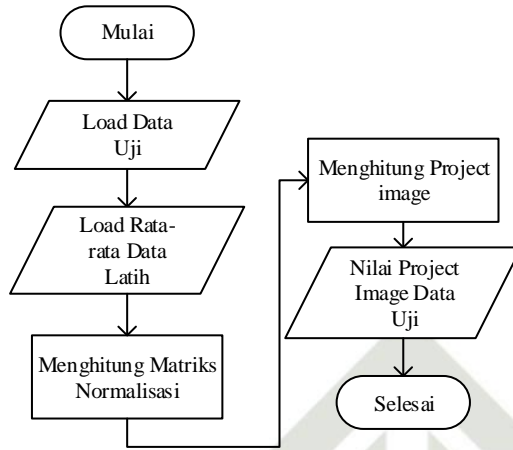 Mulai
Load Data
Uji
Load Rata-
rata Data
Latih
Menghitung Matriks
Normalisasi
Menghitung Project
image
Nilai Project
Image Data
Uji
Selesai